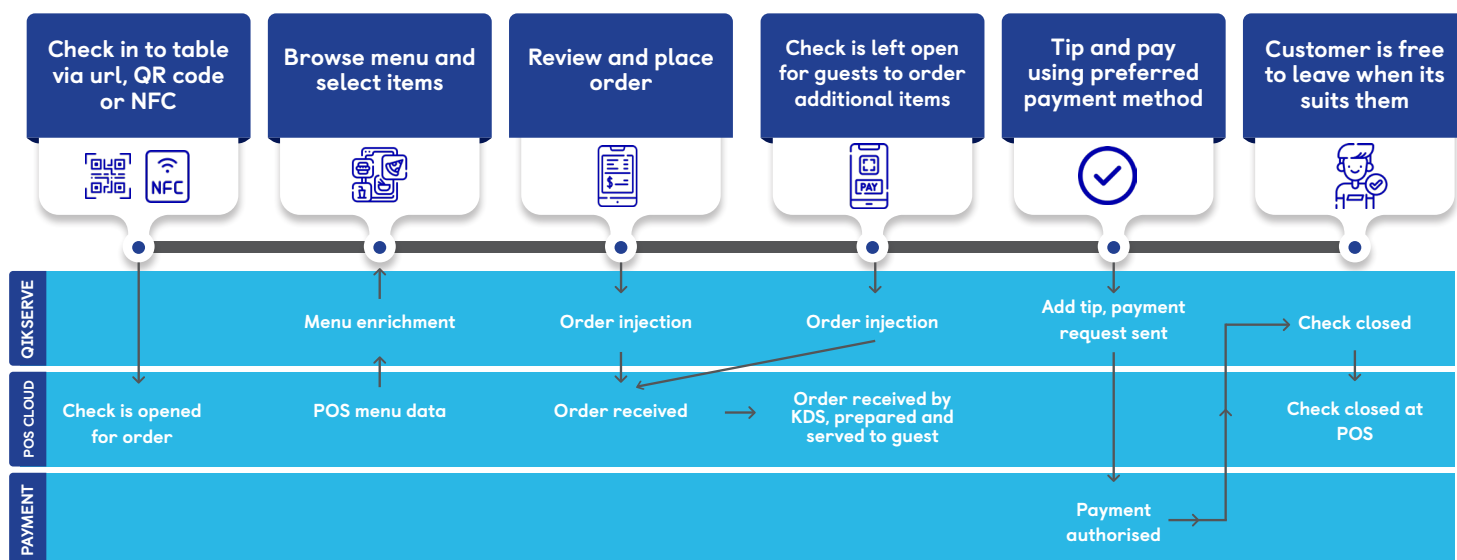 Check in to table
via url, QR code
or NFC
Browse menu and
select items
Review and place
order
Check is left open
for guests to order
additional items
Tip and pay
using preferred
payment method
Customer is free
to leave when its
suits them
NFC
$
PAY
QIKSERVE
Menu enrichment
Order injection
Order injection
Add tip, payment
request sent
Check closed
POS CLOUD
Check is opened
for order
POS menu data
Order received
Order received by
KDS, prepared and
served to guest
Check closed at
POS
PAYMENT
Payment
authorised